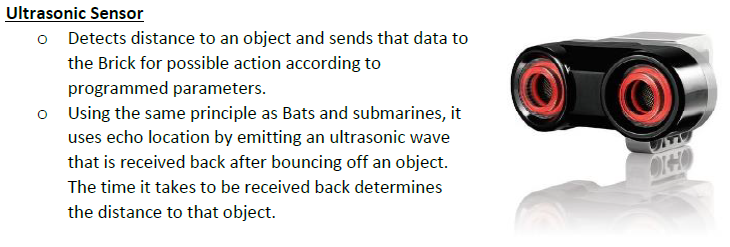 Ultrasonic Sensor
o Detects distance to an object and sends that data to
the Brick for possible action according to
programmed parameters.
o Using the same principle as Bats and submarines, it
uses echo location by emitting an ultrasonic wave
that is received back after bouncing off an object.
The time it takes to be received back determines
the distance to that object.